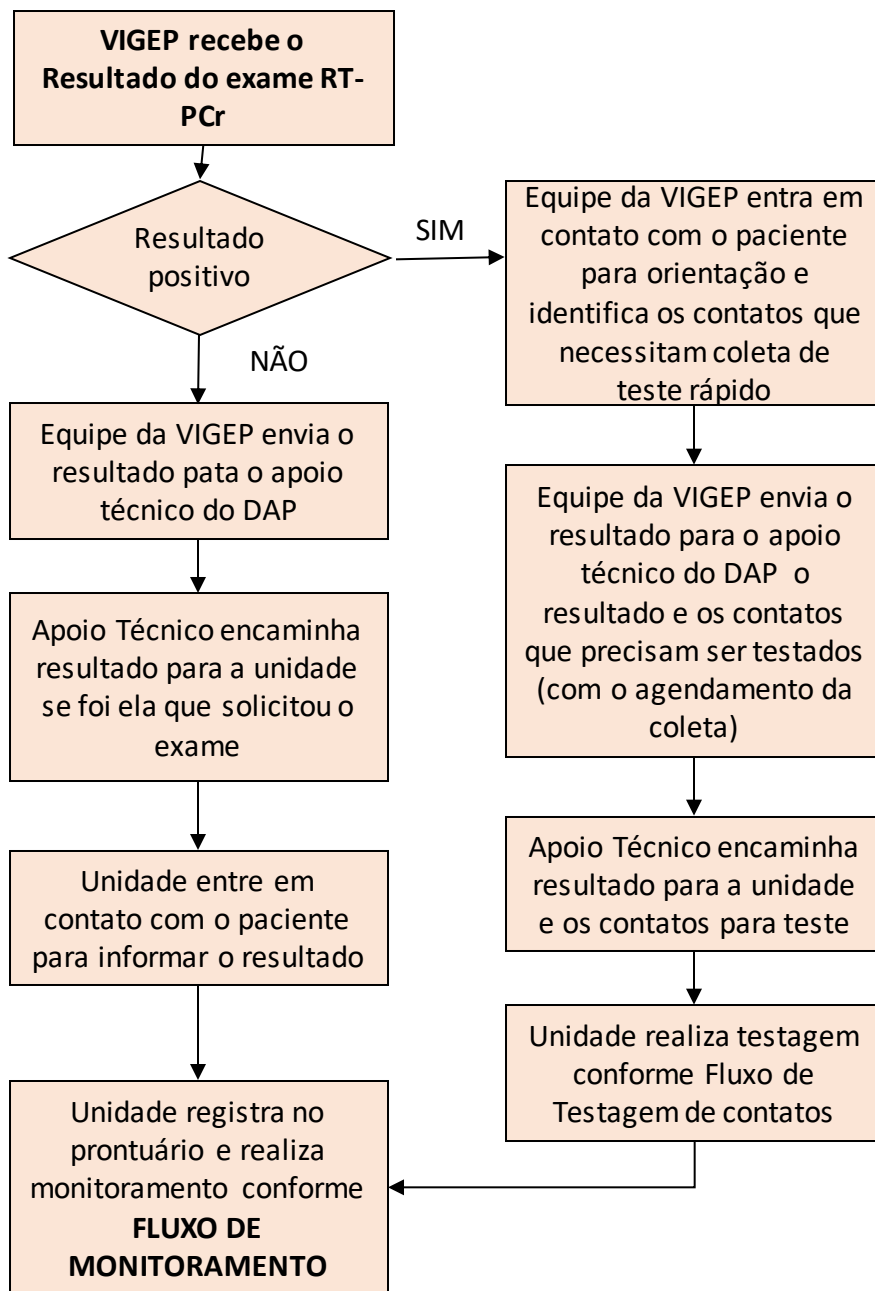 VIGEP recebe o
Resultado do exame RT-
PCr
Resultado
positivo
SIM
NÃO
Equipe da VIGEP envia o
resultado pata o apoio
técnico do DAP
Apoio Técnico encaminha
resultado para a unidade
se foi ela que solicitou o
exame
Unidade entre em
contato com o paciente
para informar o resultado
Unidade registra no
prontuário e realiza
monitoramento conforme
FLUXO DE
MONITORAMENTO
Equipe da VIGEP entra em
contato com o paciente
para orientação e
identifica os contatos que
necessitam coleta de
teste rápido
Equipe da VIGEP envia o
resultado para o apoio
técnico do DAP o
resultado e os contatos
que precisam ser testados
(com o agendamento da
coleta)
Apoio Técnico encaminha
resultado para a unidade
e os contatos para teste
Unidade realiza testagem
conforme Fluxo de
Testagem de contatos